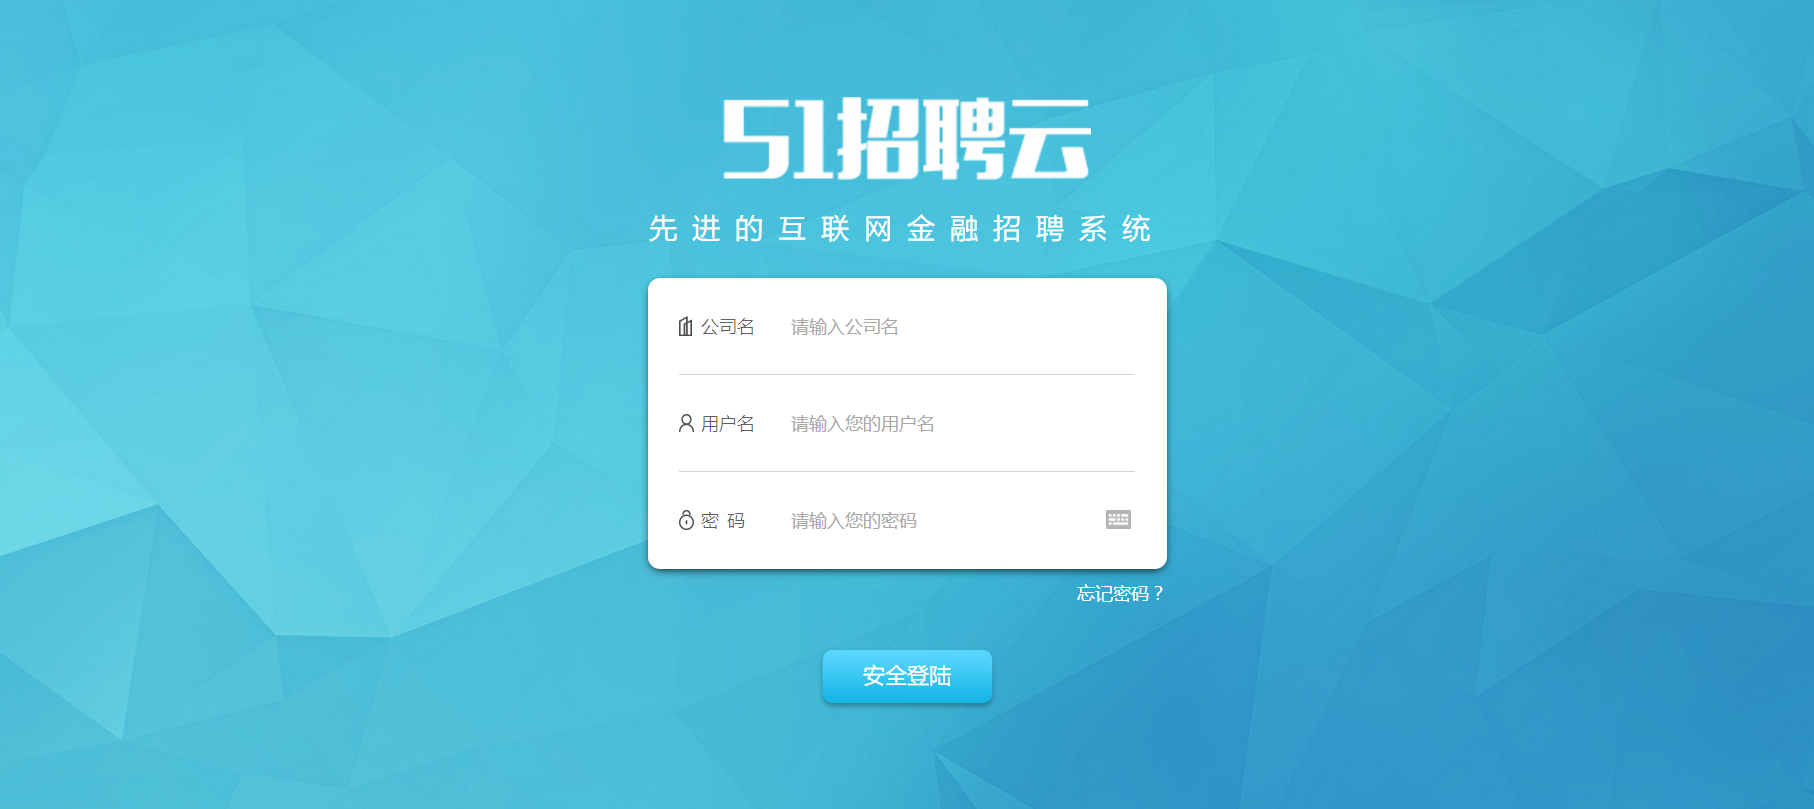 51招聘云
先进的互联网金融招聘系统
公司名 请输入公司名
用户名 请输入您的用户名
密 码 请输入您的密码
忘记密码？
安全登陆